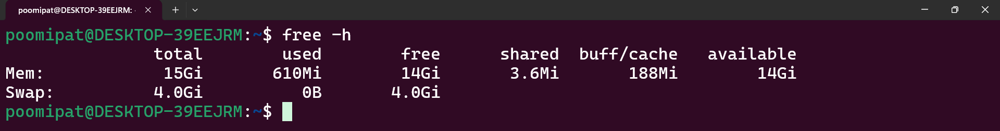 poomipat@DESKTOP-39EEJRM: ~
poomipat@DESKTOP-39EEJRM:~$ free -h
total used free shared buff/cache available
Mem: 15Gi 610Mi 14Gi 3.6Mi 188Mi 14Gi
Swap: 4.0Gi 0B 4.0Gi
poomipat@DESKTOP-39EEJRM:~$